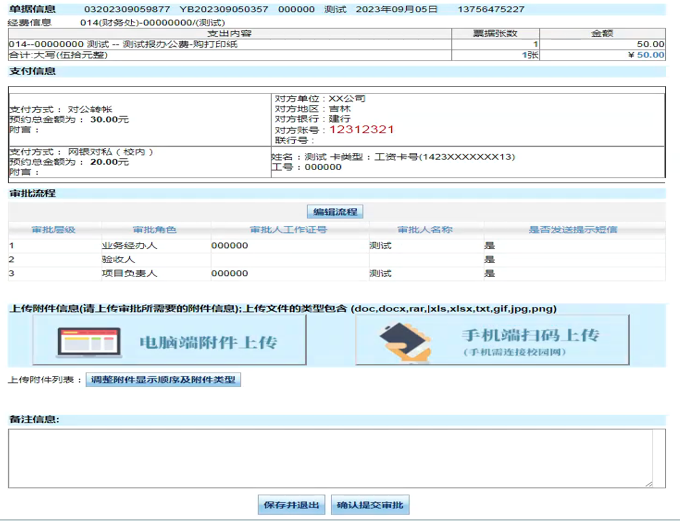 单据信息 03202309059877 YB202309050357 000000 测试 2023年09月05日 13756475227
经费信息 014(财务处)-00000000/(测试)
支出内容 票据张数 金额
014--00000000 测试 -- 测试报办公费-购打印纸 1 50.00
合计:大写(伍拾元整) 1张 ¥ 50.00
支付信息
支付方式： 对公转帐
预约总金额为： 30.00元
附言：
对方单位：XX公司
对方地区：吉林
对方银行：建行
对方账号：12312321
联行号：
支付方式： 网银对私（校内）
预约总金额为： 20.00元
附言：
姓名：测试 卡类型：工资卡号(1423XXXXXXX13)
工号：000000
审批流程
编辑流程
审批层级 审批角色 审批人工作证号 审批人名称 是否发送提示短信
1 业务经办人 000000 测试 是
2 验收人 是
3 项目负责人 000000 测试 是
上传附件信息(请上传审批所需要的附件信息);上传文件的类型包含 (doc,docx,rar,|xls,xlsx,txt,gif,jpg,png)
电脑端附件上传
手机端扫码上传
(手机需连接校园网)
上传附件列表： 调整附件显示顺序及附件类型
备注信息:
保存并退出 确认提交审批